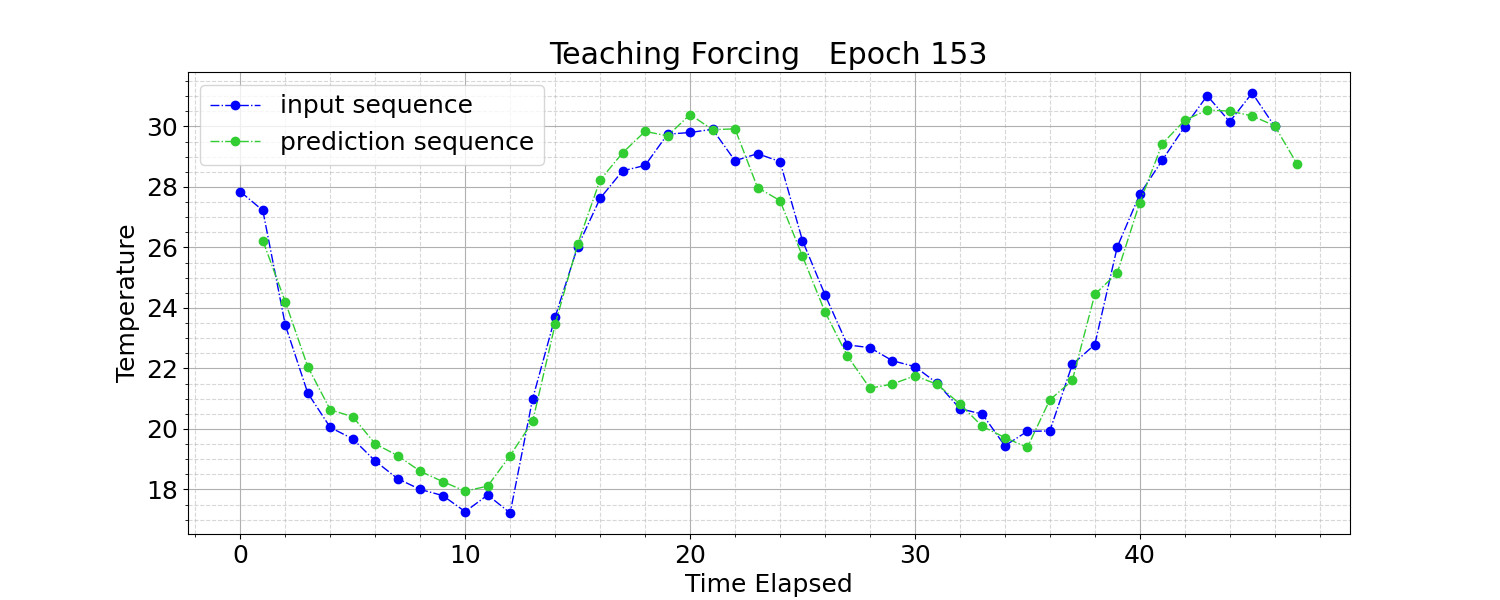 Teaching Forcing   Epoch 153
input sequence
prediction sequence
Temperature
30
28
26
24
22
20
18
0 10 20 30 40
Time Elapsed